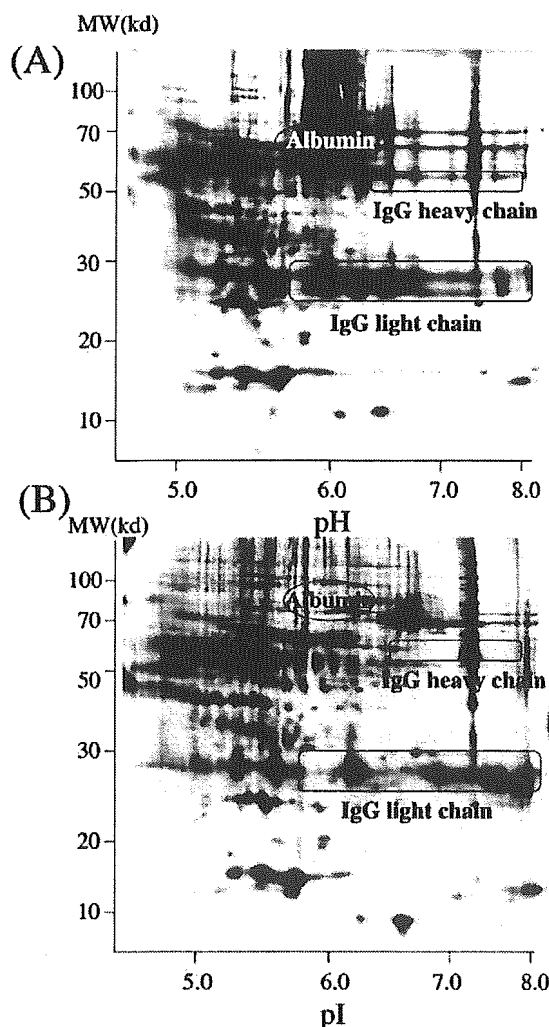 MW(kd)
(A)
100
70
Albumin
50
IgG heavy chain
30
IgG light chain
20
10
5.0 6.0 7.0 8.0
pH
(B)
MW(kd)
100
Albumin
70
50
IgG heavy chain
30
IgG light chain
20
10
5.0 6.0 7.0 8.0
pI